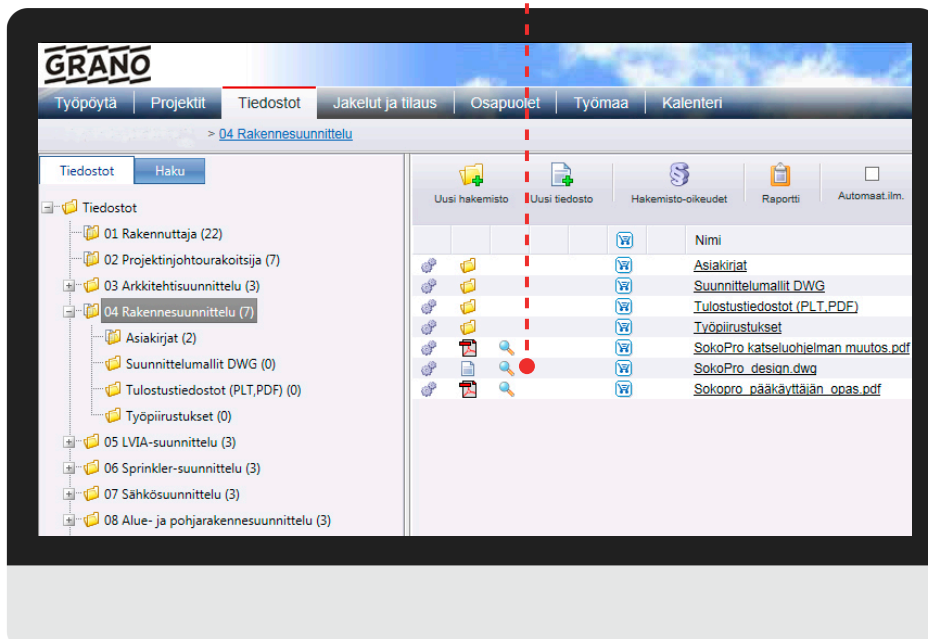 GRANO
Työpöytä Projektit Tiedostot Jakelut ja tilaus Osapuolet Työmaa Kalenteri
> 04 Rakennesuunnittelu
Tiedostot Haku
Uusi hakemisto Uusi tiedosto Hakemisto-oikeudet Raportti Automaat.ilm.
Tiedostot
01 Rakennuttaja (22)
02 Projektinjohtourakoitsija (7)
03 Arkkitehtisuunnittelu (3)
04 Rakennesuunnittelu (7)
Asiakirjat (2)
Suunnittelumallit DWG (0)
Tulostustiedostot (PLT,PDF) (0)
Työpiirustukset (0)
05 LVIA-suunnittelu (3)
06 Sprinkler-suunnittelu (3)
07 Sähkösuunnittelu (3)
08 Alue- ja pohjarakennesuunnittelu (3)
Nimi
Asiakirjat
Suunnittelumallit DWG
Tulostustiedostot (PLT,PDF)
Työpiirustukset
SokoPro katseluohjelman muutos.pdf
SokoPro_design.dwg
Sokopro_pääkäyttäjän_opas.pdf